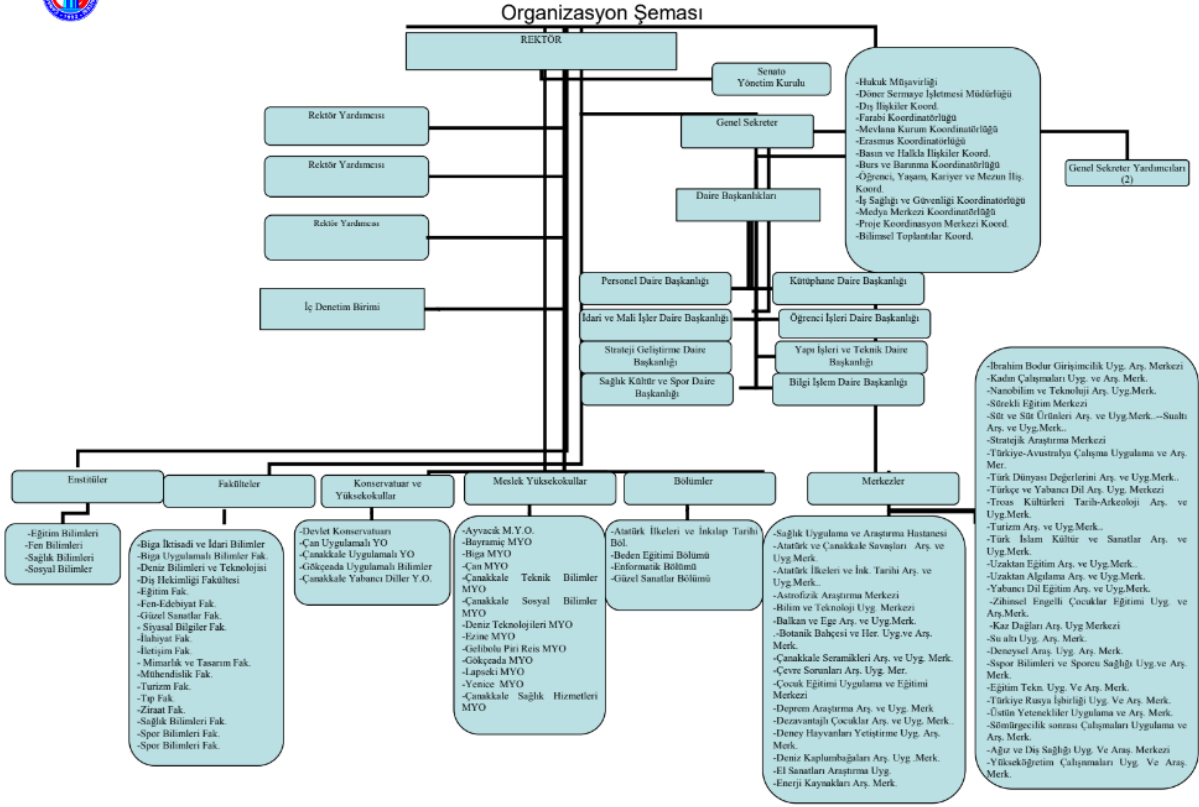 Organizasyon Şeması
REKTÖR
Senato
Yönetim Kurulu
Rektör Yardımcısı
Rektör Yardımcısı
Rektör Yardımcısı
İç Denetim Birimi
Genel Sekreter
Daire Başkanlıkları
-Hukuk Müşavirliği
-Döner Sermaye İşletmesi Müdürlüğü
-Dış İlişkiler Koord.
-Farabi Koordinatörlüğü
-Mevlana Kurum Koordinatörlüğü
-Erasmus Koordinatörlüğü
-Basın ve Halkla İlişkiler Koord.
-Burs ve Barınma Koordinatörlüğü
-Öğrenci, Yaşam, Kariyer ve Mezun İliş.
Koord.
-İş Sağlığı ve Güvenliği Koordinatörlüğü
-Medya Merkezi Koordinatörlüğü
-Proje Koordinasyon Merkezi Koord.
-Bilimsel Toplantılar Koord.
Genel Sekreter Yardımcıları
(2)
Personel Daire Başkanlığı
Kütüphane Daire Başkanlığı
İdari ve Mali İşler Daire Başkanlığı
Öğrenci İşleri Daire Başkanlığı
Strateji Geliştirme Daire
Başkanlığı
Yapı İşleri ve Teknik Daire
Başkanlığı
Sağlık Kültür ve Spor Daire
Başkanlığı
Bilgi İşlem Daire Başkanlığı
Enstitüler
-Eğitim Bilimleri
-Fen Bilimleri
-Sağlık Bilimleri
-Sosyal Bilimler
Fakülteler
-Biga İktisadi ve İdari Bilimler
-Biga Uygulamalı Bilimler Fak.
-Deniz Bilimleri ve Teknolojisi
-Diş Hekimliği Fakültesi
-Eğitim Fak.
-Fen-Edebiyat Fak.
-Güzel Sanatlar Fak.
- Siyasal Bilgiler Fak.
-İlahiyat Fak.
-İletişim Fak.
- Mimarlık ve Tasarım Fak.
-Mühendislik Fak.
-Turizm Fak.
-Tıp Fak.
-Ziraat Fak.
-Sağlık Bilimleri Fak.
-Spor Bilimleri Fak.
-Spor Bilimleri Fak.
Konservatuar ve
Yüksekokullar
-Devlet Konservatuarı
-Çan Uygulamalı YO
-Çanakkale Uygulamalı YO
-Gökçeada Uygulamalı Bilimler
-Çanakkale Yabancı Diller Y.O.
Meslek Yüksekokullar
-Ayvacık M.Y.O.
-Bayramiç MYO
-Biga MYO
-Çan MYO
-Çanakkale Teknik Bilimler
MYO
-Çanakkale Sosyal Bilimler
MYO
-Deniz Teknolojileri MYO
-Ezine MYO
-Gelibolu Piri Reis MYO
-Gökçeada MYO
-Lapseki MYO
-Yenice MYO
-Çanakkale Sağlık Hizmetleri
MYO
Bölümler
-Atatürk İlkeleri ve İnkılap Tarihi
Böl.
-Beden Eğitimi Bölümü
-Enformatik Bölümü
-Güzel Sanatlar Bölümü
Merkezler
-Sağlık Uygulama ve Araştırma Hastanesi
-Atatürk ve Çanakkale Savaşları Arş. ve
Uyg.Merk.
-Atatürk İlkeleri ve İnk. Tarihi Arş. ve
Uyg.Merk..
-Astrofizik Araştırma Merkezi
-Bilim ve Teknoloji Uyg. Merkezi
-Balkan ve Ege Arş. ve Uyg.Merk.
.-Botanik Bahçesi ve Her. Uyg.ve Arş.
Merk.
-Çanakkale Seramikleri Arş. ve Uyg. Merk.
-Çevre Sorunları Arş. Uyg. Mer.
-Çocuk Eğitimi Uygulama ve Eğitimi
Merkezi
-Deprem Araştırma Arş. ve Uyg. Merk
-Dezavantajlı Çocuklar Arş. ve Uyg. Merk..
-Deney Hayvanları Yetiştirme Uyg. Arş.
Merk.
-Deniz Kaplumbağaları Arş. Uyg .Merk.
-El Sanatları Araştırma Uyg.
-Enerji Kaynakları Arş. Merk.
-İbrahim Bodur Girişimcilik Uyg. Arş. Merkezi
-Kadın Çalışmaları Uyg. ve Arş. Merk.
-Nanobilim ve Teknoluji Arş. Uyg.Merk.
-Sürekli Eğitim Merkezi
-Süt ve Süt Ürünleri Arş. ve Uyg.Merk..--Sualtı
Arş. ve Uyg.Merk..
-Stratejik Araştırma Merkezi
-Türkiye-Avustralya Çalışma Uygulama ve Arş.
Mer.
-Türk Dünyası Değerlerini Arş. ve Uyg.Merk..
-Türkçe ve Yabancı Dil Arş. Uyg. Merkezi
-Troas Kültürleri Tarih-Arkeoloji Arş. ve
Uyg.Merk.
-Turizm Arş. ve Uyg.Merk..
-Türk İslam Kültür ve Sanatlar Arş. ve
Uyg.Merk.
-Uzaktan Eğitim Arş. ve Uyg.Merk..
-Uzaktan Algılama Arş. ve Uyg.Merk.
-Yabancı Dil Eğitim Arş. ve Uyg.Merk.
-Zihinsel Engelli Çocuklar Eğitimi Uyg. ve
Arş.Merk.
-Kaz Dağları Arş. Uyg Merkezi
-Su altı Uyg. Arş. Merk.
-Deneysel Araş. Uyg. Arş. Merk.
-Sspor Bilimleri ve Sporcu Sağlığı Uyg.ve Arş.
Merk.
-Eğitim Tekn. Uyg. Ve Arş. Merk.
-Türkiye Rusya İşbirliği Uyg. Ve Arş. Merk.
-Üstün Yetenekliler Uygulama ve Arş. Merk.
-Sömürgecilik sonrası Çalışmaları Uygulama ve
Arş. Merk.
-Ağız ve Diş Sağlığı Uyg. Ve Araş. Merkezi
-Yükseköğretim Çalışnmaları Uyg. Ve Araş.
Merk.